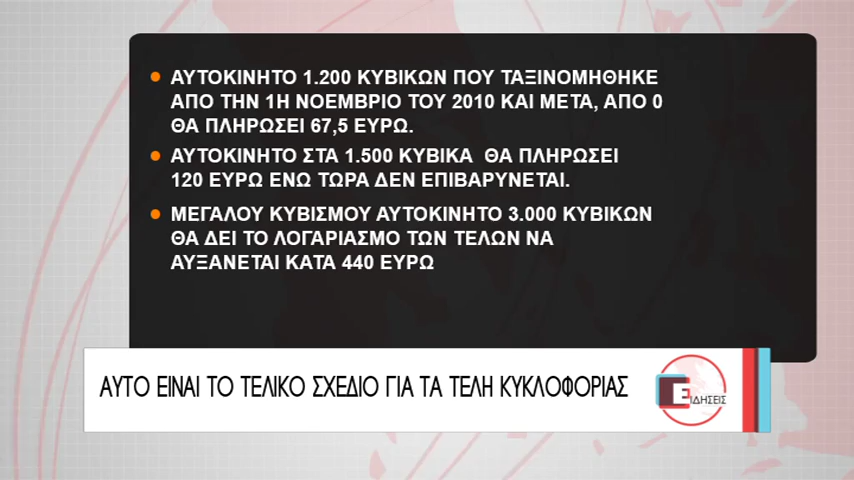 ΑΥΤΟΚΙΝΗΤΟ 1.200 ΚΥΒΙΚΩΝ ΠΟΥ ΤΑΞΙΝΟΜΗΘΗΚΕ
ΑΠΟ ΤΗΝ 1Η ΝΟΕΜΒΡΙΟ ΤΟΥ 2010 ΚΑΙ ΜΕΤΑ, ΑΠΟ 0
ΘΑ ΠΛΗΡΩΣΕΙ 67,5 ΕΥΡΩ.
ΑΥΤΟΚΙΝΗΤΟ ΣΤΑ 1.500 ΚΥΒΙΚΑ ΘΑ ΠΛΗΡΩΣΕΙ
120 ΕΥΡΩ ΕΝΩ ΤΩΡΑ ΔΕΝ ΕΠΙΒΑΡΥΝΕΤΑΙ.
ΜΕΓΑΛΟΥ ΚΥΒΙΣΜΟΥ ΑΥΤΟΚΙΝΗΤΟ 3.000 ΚΥΒΙΚΩΝ
ΘΑ ΔΕΙ ΤΟ ΛΟΓΑΡΙΑΣΜΟ ΤΩΝ ΤΕΛΩΝ ΝΑ
ΑΥΞΑΝΕΤΑΙ ΚΑΤΑ 440 ΕΥΡΩ
ΑΥΤΟ ΕΙΝΑΙ ΤΟ ΤΕΛΙΚΟ ΣΧΕΔΙΟ ΓΙΑ ΤΑ ΤΕΛΗ ΚΥΚΛΟΦΟΡΙΑΣ
ΕΙΔΗΣΕΙΣ